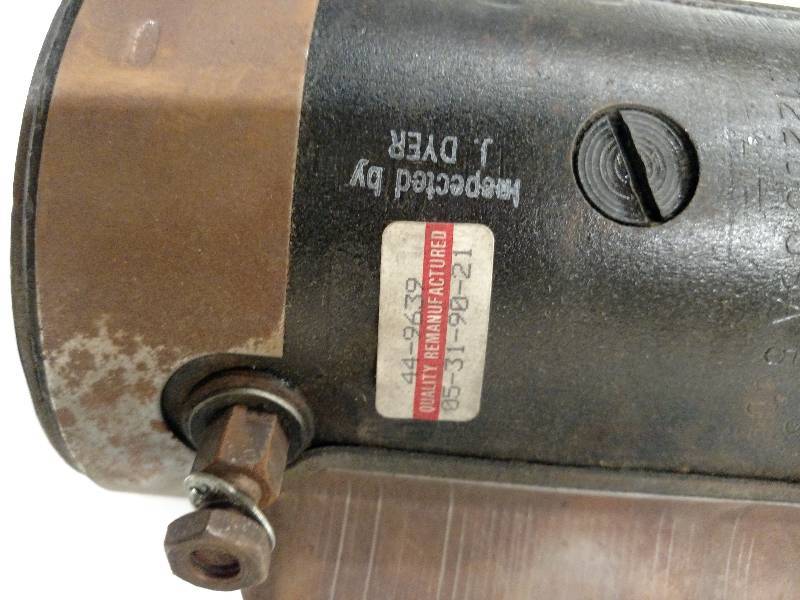 Inspected by
J. DYER
44-9639
QUALITY REMANUFACTURED
05-31-90-21